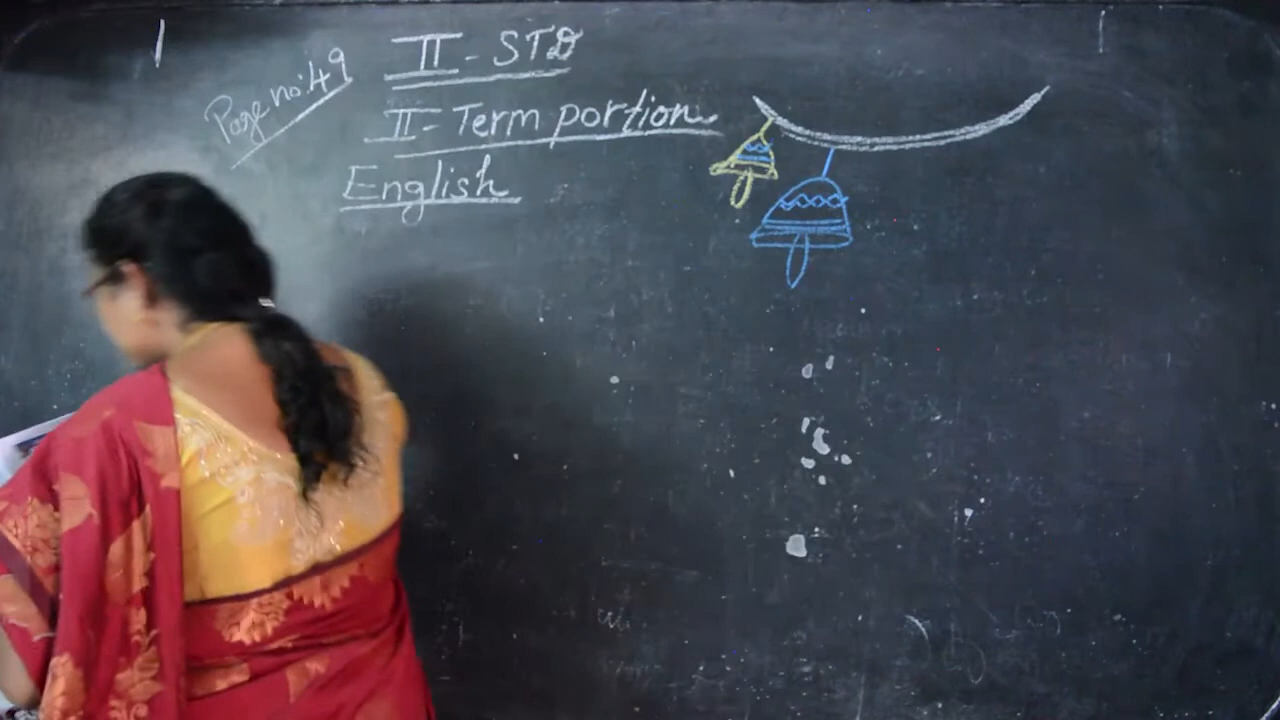 Page no:49
II - STD
II - Term portion
English